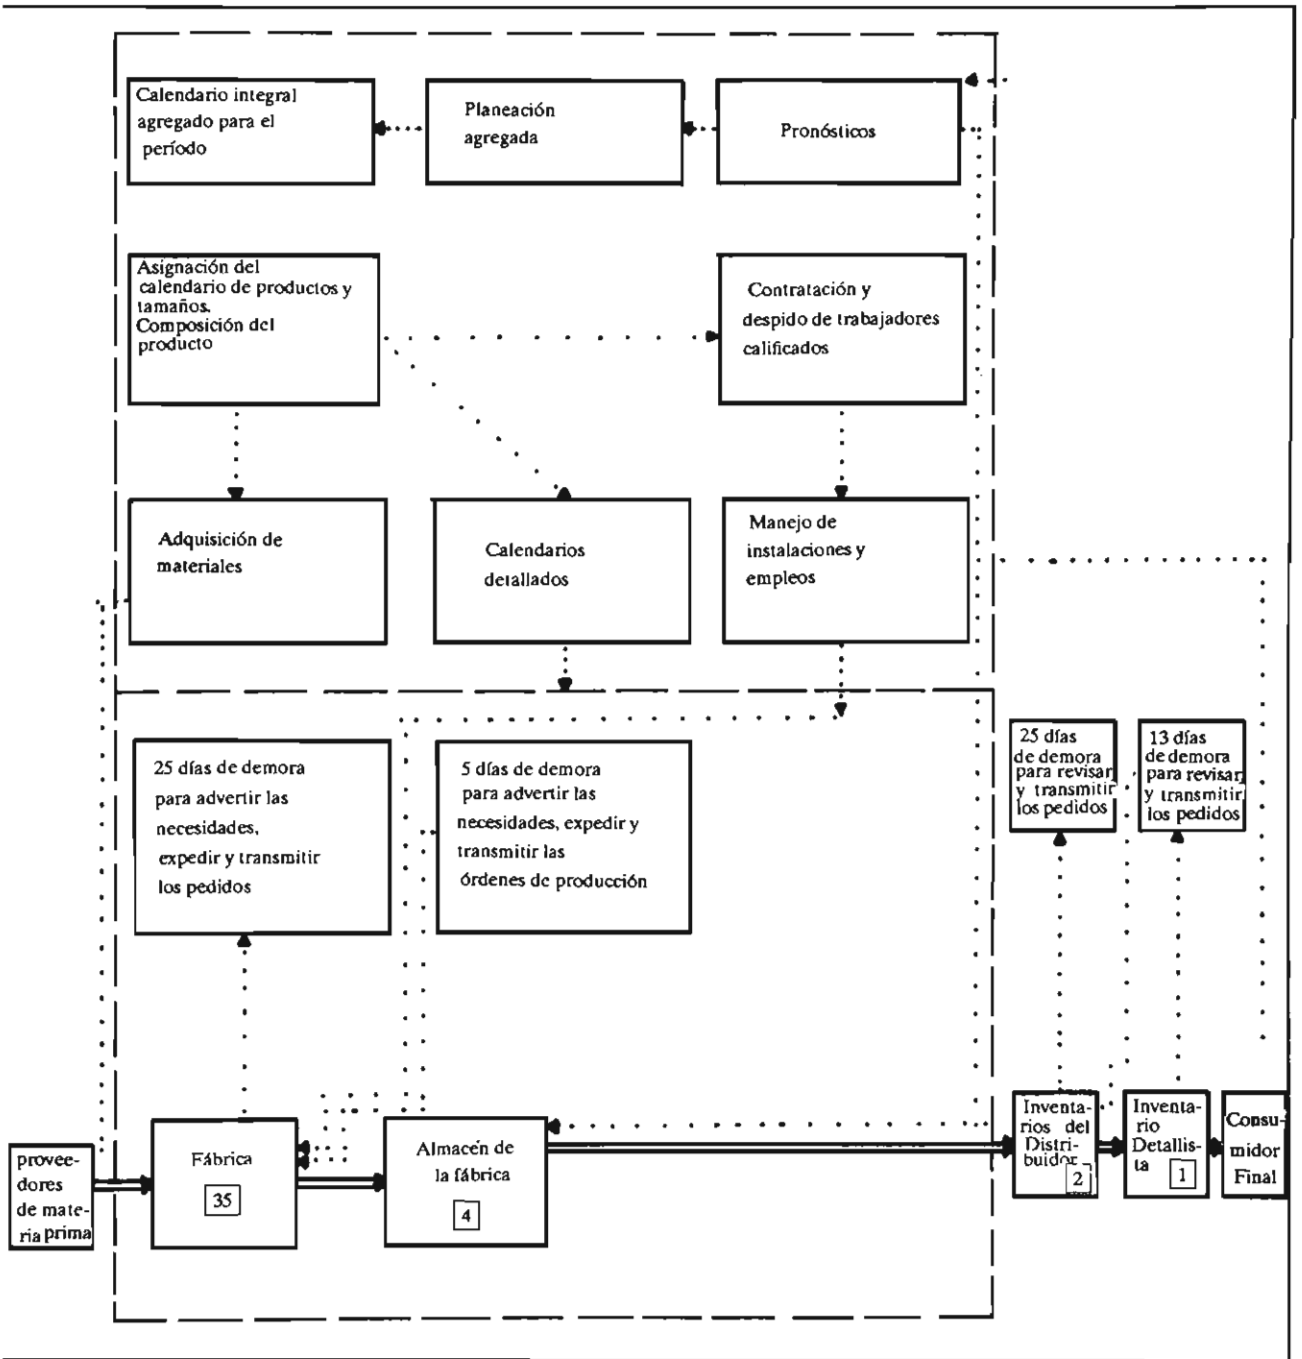 Calendario integral
agregado para el
período
Planeación
agregada
Pronósticos
Asignación del
calendario de productos y
tamaños.
Composición del
producto
Contratación y
despido de trabajadores
calificados
Adquisición de
materiales
Calendarios
detallados
Manejo de
instalaciones y
empleos
25 días de demora
para advertir las
necesidades,
expedir y transmitir
los pedidos
5 días de demora
para advertir las
necesidades, expedir y
transmitir las
órdenes de producción
25 días
de demora
para revisar
y transmitir
los pedidos
13 días
de demora
para revisar
y transmitir
los pedidos
provee-
dores
de mate-
ria prima
Fábrica
35
Almacén de
la fábrica
4
Inventa-
rios del
Distri-
buidor
2
Inventa-
rio
Detallis-
ta
1
Consu-
midor
Final